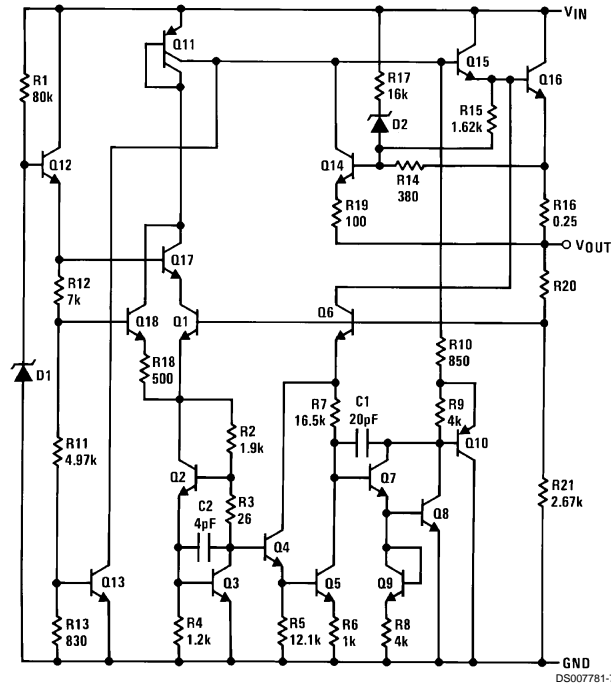 VIN
Q11
Q15
Q16
R1
80k
R17
16k
R15
1.62k
D2
Q12
Q14
R14
380
R19
100
R16
0.25
VOUT
R12
7k
Q17
R20
Q18
Q1
Q6
R18
500
R10
850
D1
R7
16.5k
C1
20pF
R9
4k
Q10
R11
4.97k
R2
1.9k
Q2
Q7
R3
26
Q8
R21
2.67k
C2
4pF
Q4
Q13
Q3
Q5
Q9
R13
830
R4
1.2k
R5
12.1k
R6
1k
R8
4k
GND